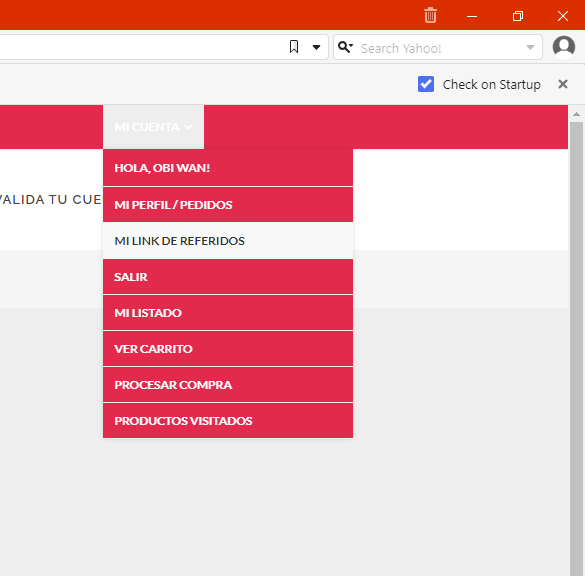 Search Yahoo!
Check on Startup
MI CUENTA
HOLA, OBI WAN!
VALIDA TU CUE
MI PERFIL / PEDIDOS
MI LINK DE REFERIDOS
SALIR
MI LISTADO
VER CARRITO
PROCESAR COMPRA
PRODUCTOS VISITADOS